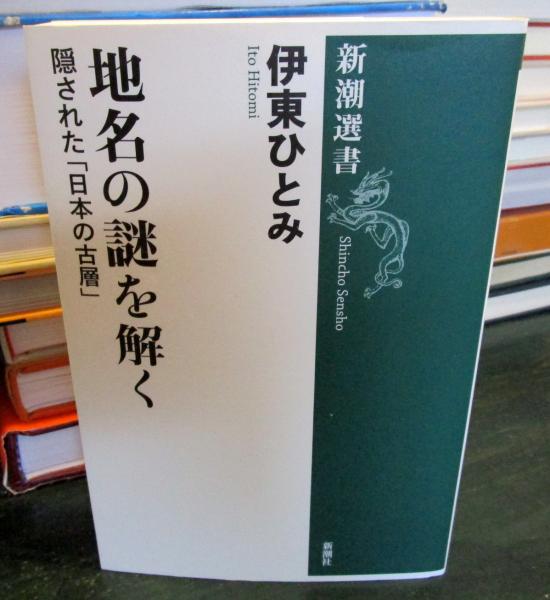 新潮選書
Shincho Sensho
伊東ひとみ
Ito Hitomi
地名の謎を解く
隠された「日本の古層」
新潮社